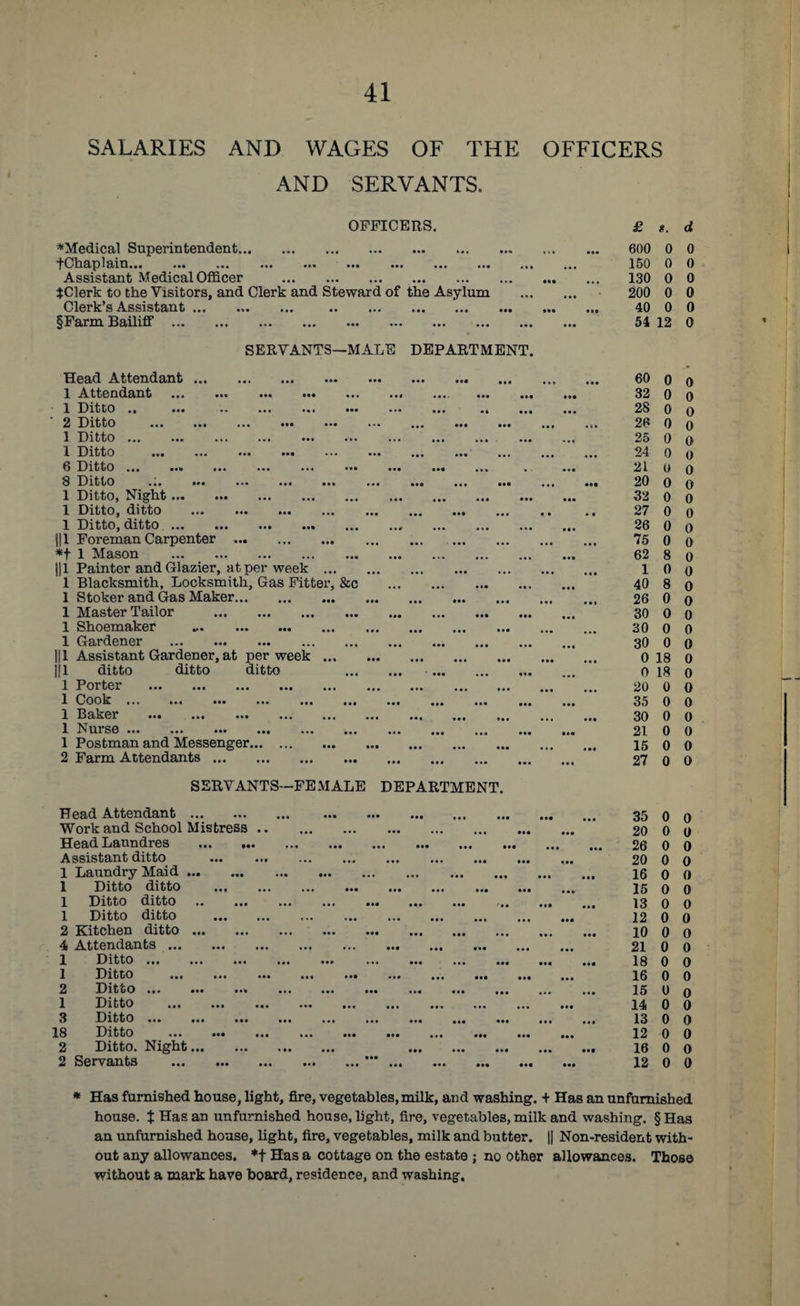 41
SALARIES AND WAGES OF THE OFFICERS
AND SERVANTS.
OFFICERS. £ s. d
*Medical Superintendent... ... ... ... ... ... ... ... ... 600 0 0
†Chaplain... ... ... ... ... ... ... ... ... ... ... 150 0 0
Assistant Medical Officer ... ... ... ... ... ... ... ... 130 0 0
‡Clerk to the Visitors, and Clerk and Steward of the Asylum ... ... 200 0 0
Clerk's Assistant ... ... ... ... ... ... ... ... ... ... 40 0 0
§Farm Bailiff ... ... ... ... ... ... ... ... ... ... 54 12 0
SERVANTS—MALE DEPARTMENT.
Head Attendant ... ... ... ... ... ... ... ... ... ... 60 0 0
1 Attendant ... ... ... ... ... ... ... ... ... ... 32 0 0
1 Ditto .. ... ... ... ... ... ... ... ... ... 28 0 0
2 Ditto ... ... ... ... ... ... ... ... ... ... 26 0 0
1 Ditto ... ... ... ... ... ... ... ... ... ... 25 0 0
1 Ditto ... ... ... ... ... ... ... ... ... ... 24 0 0
6 Ditto ... ... ... ... ... ... ... ... ... ... 21 0 0
8 Ditto ... ... ... ... ... ... ... ... ... ... 20 0 0
1 Ditto, Night ... ... ... ... ... ... ... ... ... 32 0 0
1 Ditto, ditto ... ... ... ... ... ... ... ... ... 27 0 0
1 Ditto, ditto ... ... ... ... ... ... ... ... ... 26 0 0
||1 Foreman Carpenter ... ... ... ... ... ... ... ... 75 0 0
*† 1 Mason ... ... ... ... ... ... ... ... ... 62 8 0
||1 Painter and Glazier, at per week ... ... ... ... ... ... ... 1 0 0
1 Blacksmith, Locksmith, Gas Fitter, &c ... ... ... ... ... 40 8 0
1 Stoker and Gas Maker... ... ... ... ... ... ... ... ... 26 0 0
1 Master Tailor ... ... ... ... ... ... ... ... ... 30 0 0
1 Shoemaker ... ... ... ... ... ... ... ... ... 30 0 0
1 Gardener ... ... ... ... ... ... ... ... ... 30 0 0
||1 Assistant Gardener, at per week ... ... ... ... ... ... ... 0 18 0
||1 ditto ditto ditto ... ... ... ... ... ... 0 18 0
1 Porter ... ... ... ... ... ... ... ... ... ... 20 0 0
1 Cook ... ... ... ... ... ... ... ... ... ... 35 0 0
1 Baker ... ... ... ... ... ... ... ... ... ... 30 0 0
1 Nurse ... ... ... ... ... ... ... ... ... ... 21 0 0
1 Postman and Messenger... ... ... ... ... ... ... ... ... 15 0 0
2 Farm Attendants ... ... ... ... ... ... ... ... ... 27 0 0
SERVANTS—FEMALE DEPARTMENT.
Head Attendant ... ... ... ... ... ... ... ... ... ... 35 0 0
Work and School Mistress .. ... ... ... ... ... ... ... 20 0 0
Head Laundres ... ... ... ... ... ... ... ... ... ... 26 0 0
Assistant ditto ... ... ... ... ... ... ... ... ... 20 0 0
1 Laundry Maid ... ... ... ... ... ... ... ... ... ... 16 0 0
1 Ditto ditto ... ... ... ... ... ... ... ... ... 15 0 0
1 Ditto ditto .. ... ... ... ... ... ... ... ... 13 0 0
1 Ditto ditto ... ... ... ... ... ... ... ... ... 12 0 0
2 Kitchen ditto ... ... ... ... ... ... ... ... ... ... 10 0 0
4 Attendants ... ... ... ... ... ... ... ... ... ... 21 0 0
1 Ditto ... ... ... ... ... ... ... ... ... ... 18 0 0
1 Ditto ... ... ... ... ... ... ... ... ... ... 16 0 0
2 Ditto ... ... ... ... ... ... ... ... ... ... 15 0 0
1 Ditto ... ... ... ... ... ... ... ... ... ... 14 0 0
3 Ditto ... ... ... ... ... ... ... ... ... ... 13 0 0
18 Ditto ... ... ... ... ... ... ... ... ... ... 12 0 0
2 Ditto. Night ... ... ... ... ... ... ... ... ... 16 0 0
2 Servants ... ... ... ... ... ... ... ... ... ... 12 0 0
* Has furnished house, light, fire, vegetables, milk, and washing. † Has an unfurnished
house. ‡ Has an unfurnished house, light, fire, vegetables, milk and washing. § Has
an unfurnished house, light, fire, vegetables, milk and butter. || Non-resident with-
out any allowances. *† Has a cottage on the estate ; no other allowances. Those
without a mark have board, residence, and washing.